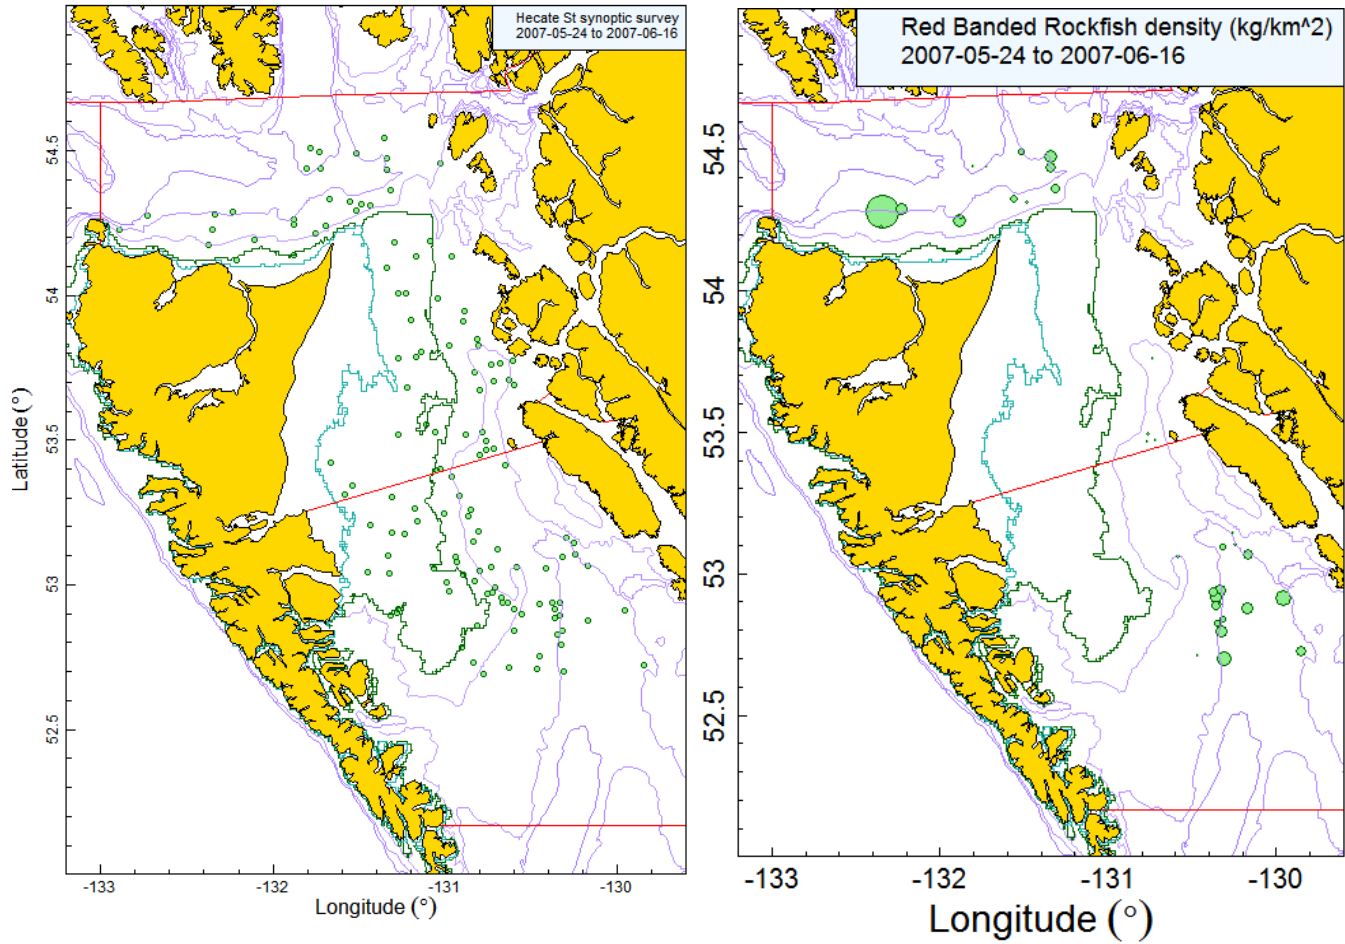 Hecate St synoptic survey
2007-05-24 to 2007-06-16
54.5
54
53.5
53
52.5
Latitude (°)
-133
-132
-131
-130
Longitude (°)
Red Banded Rockfish density (kg/km^2)
2007-05-24 to 2007-06-16
54.5
54
53.5
53
52.5
-133
-132
-131
-130
Longitude (°)